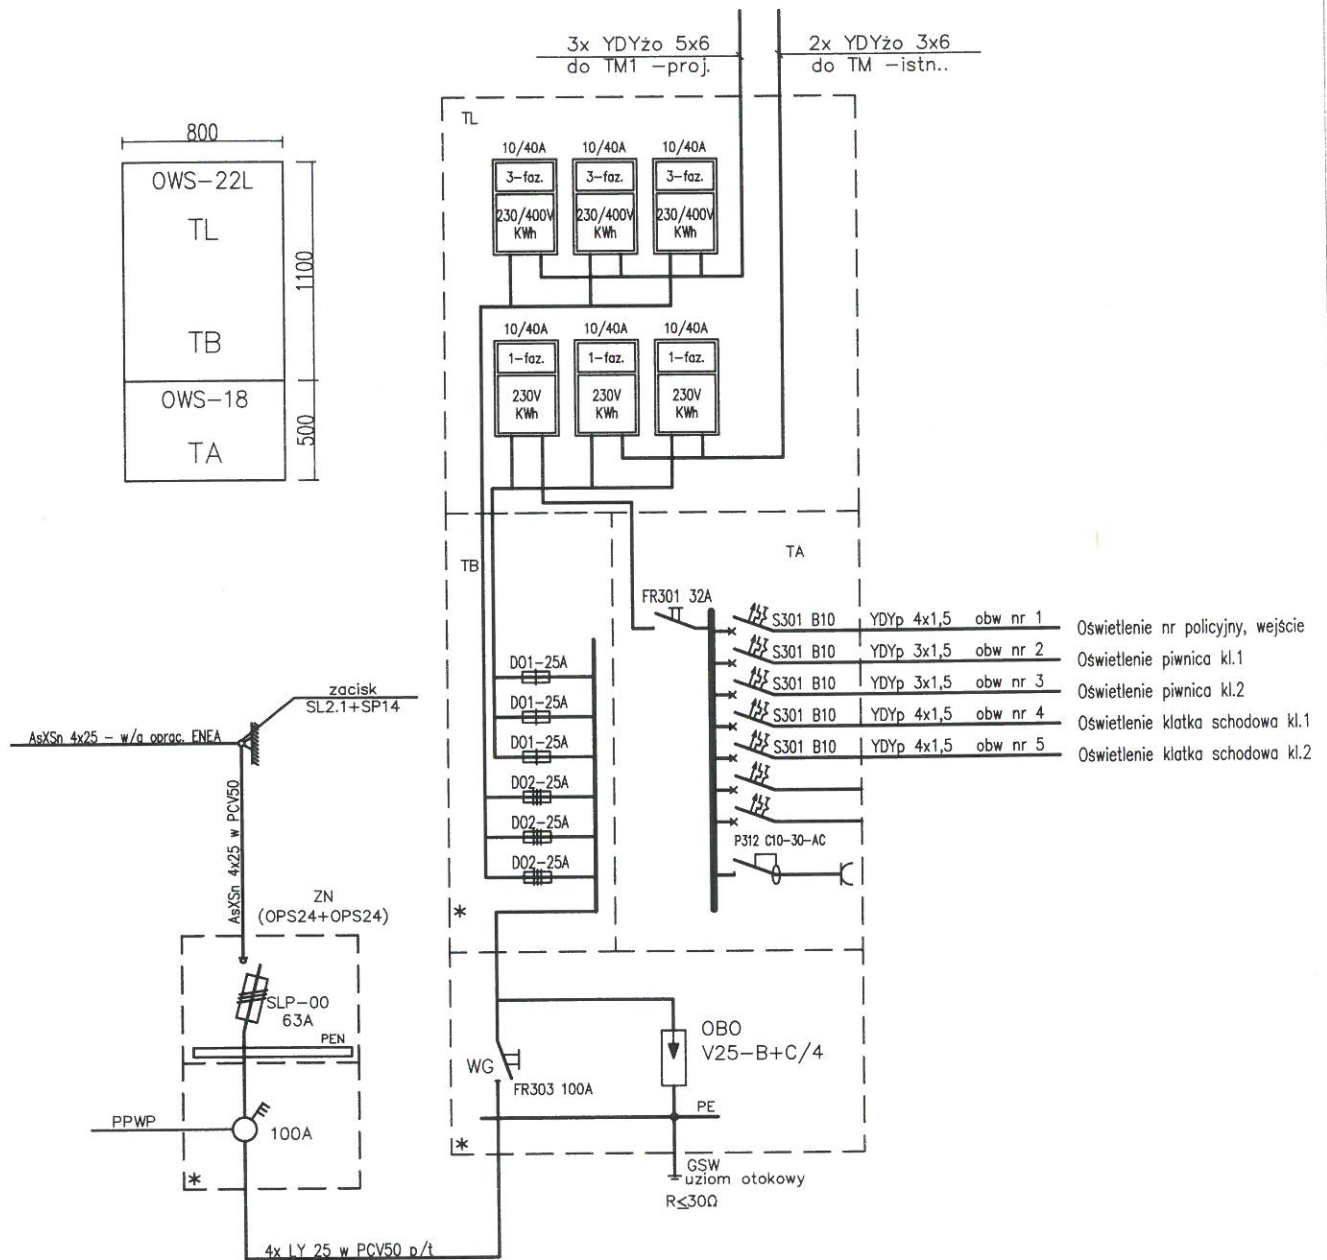 3x YDYżo 5x6
do TM1 –proj.
2x YDYżo 3x6
do TM –istn..
800
OWS–22L
TL
TB
1100
OWS–18
TA
500
TL
10/40A
10/40A
10/40A
3–faz.
3–faz.
3–faz.
230/400V
KWh
230/400V
KWh
230/400V
KWh
10/40A
10/40A
10/40A
1–faz.
1–faz.
1–faz.
230V
KWh
230V
KWh
230V
KWh
TB
TA
FR301 32A
S301 B10 YDYp 4x1,5 obw nr 1 Oświetlenie nr policyjny, wejście
S301 B10 YDYp 3x1,5 obw nr 2 Oświetlenie piwnica kl.1
S301 B10 YDYp 3x1,5 obw nr 3 Oświetlenie piwnica kl.2
S301 B10 YDYp 4x1,5 obw nr 4 Oświetlenie klatka schodowa kl.1
S301 B10 YDYp 4x1,5 obw nr 5 Oświetlenie klatka schodowa kl.2
P312 C10–30–AC
D01–25A
D01–25A
D01–25A
D02–25A
D02–25A
D02–25A
*
zacisk
SL2.1+SP14
AsXSn 4x25 – w/g oprac. ENEA
AsXSn 4x25 w PCV50
ZN
(OPS24+OPS24)
SLP–00
63A
PEN
PPWP
100A
*
4x LY 25 w PCV50 p/t
WG
FR303 100A
OBO
V25–B+C/4
PE
*
GSW
uziom otokowy
R≤30Ω